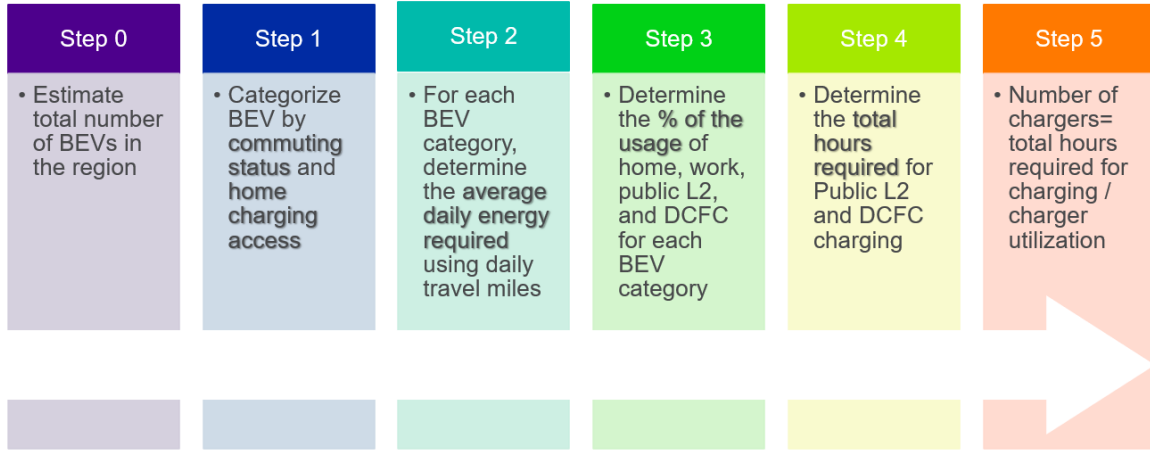 Step 0
• Estimate
total number
of BEVs in
the region
Step 1
• Categorize
BEV by
commuting
status and
home
charging
access
Step 2
• For each
BEV
category,
determine
the average
daily energy
required
using daily
travel miles
Step 3
• Determine
the % of the
usage of
home, work,
public L2,
and DCFC
for each
BEV
category
Step 4
• Determine
the total
hours
required for
Public L2
and DCFC
charging
Step 5
• Number of
chargers=
total hours
required for
charging /
charger
utilization